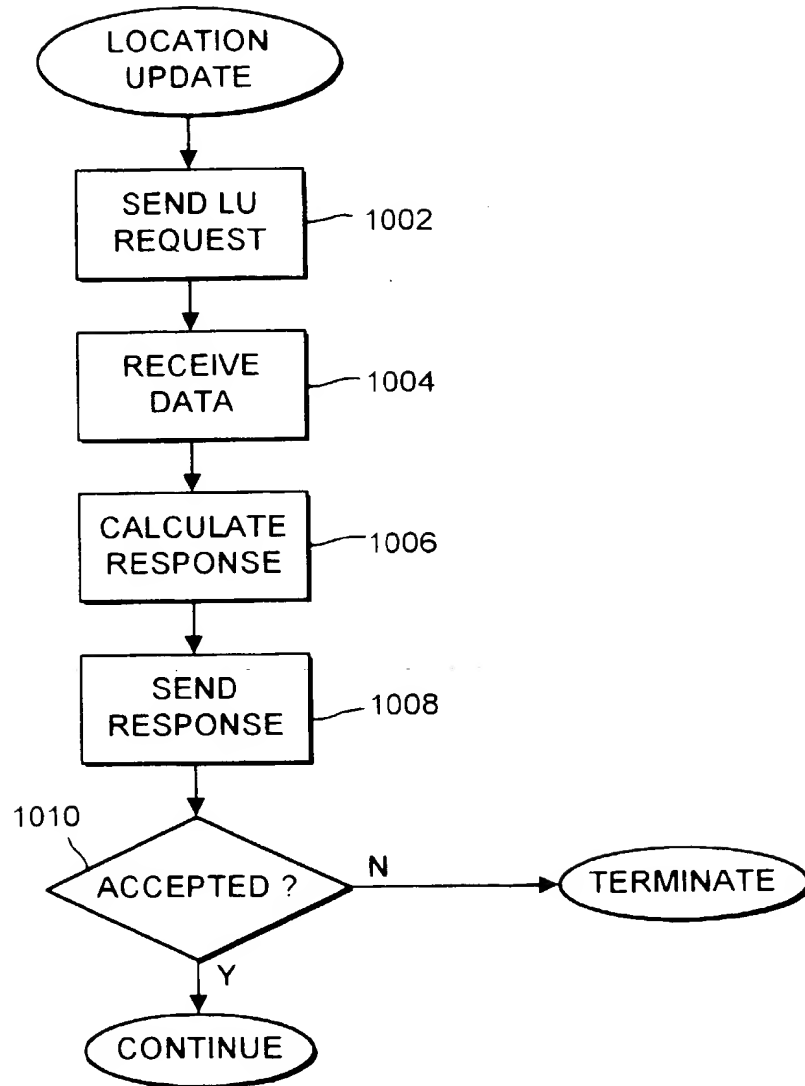 LOCATION
UPDATE
SEND LU
REQUEST
1002
RECEIVE
DATA
1004
CALCULATE
RESPONSE
1006
SEND
RESPONSE
1008
1010
ACCEPTED ?
N
TERMINATE
Y
CONTINUE